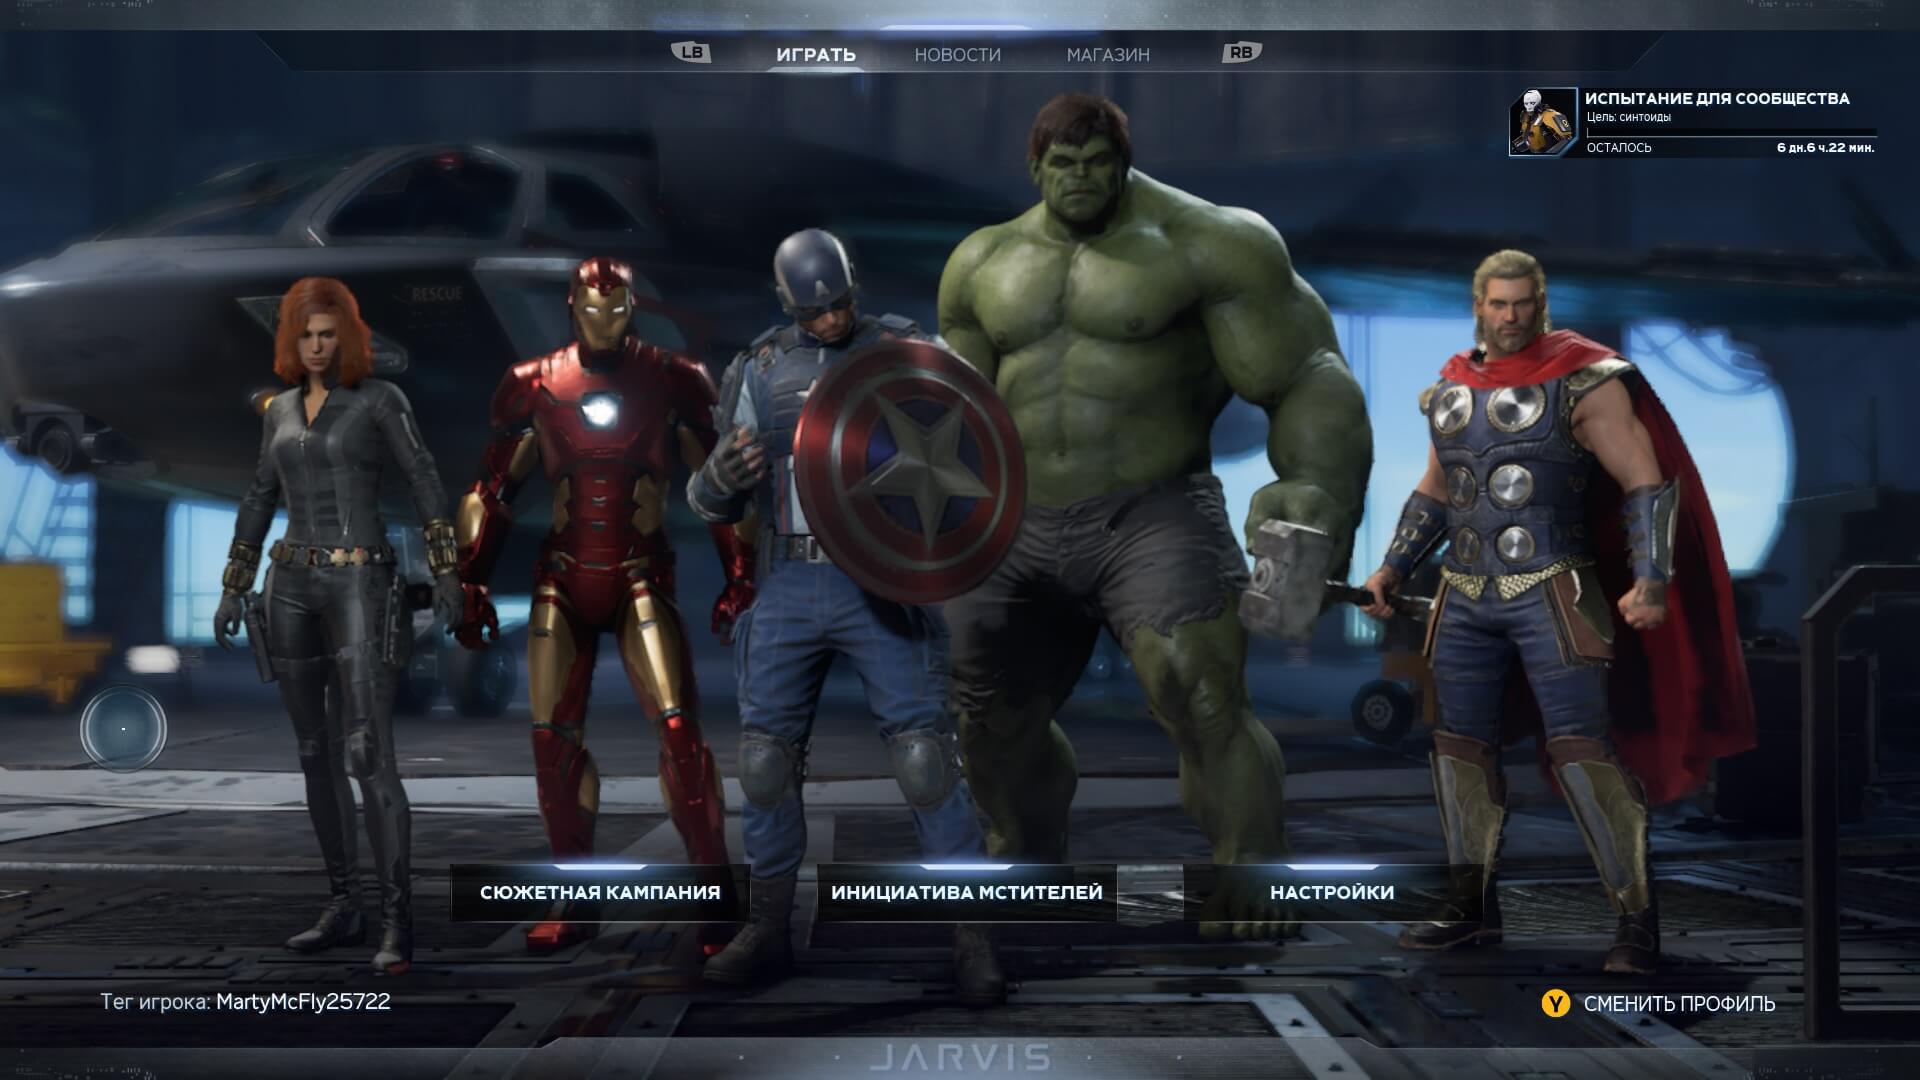 LB ИГРАТЬ НОВОСТИ МАГАЗИН RB
ИСПЫТАНИЕ ДЛЯ СООБЩЕСТВА
Цель: синтоиды
ОСТАЛОСЬ 6 дн.6 ч.22 мин.
RESCUE
СЮЖЕТНАЯ КАМПАНИЯ
ИНИЦИАТИВА МСТИТЕЛЕЙ
НАСТРОЙКИ
Тег игрока: MartyMcFly25722
Y СМЕНИТЬ ПРОФИЛЬ
JARVIS